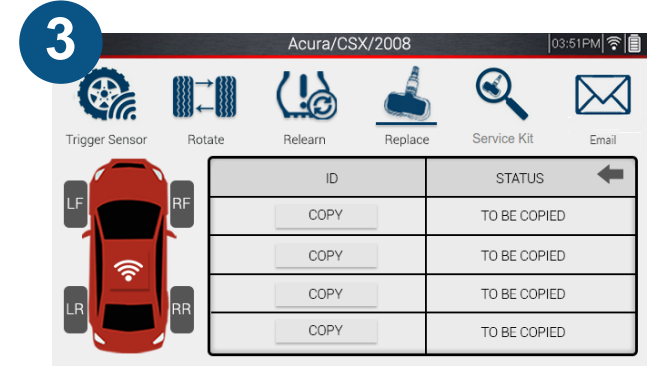 3
Acura/CSX/2008 03:51PM
Trigger Sensor Rotate Relearn Replace Service Kit Email
ID STATUS
LF RF
COPY TO BE COPIED
COPY TO BE COPIED
COPY TO BE COPIED
LR RR
COPY TO BE COPIED